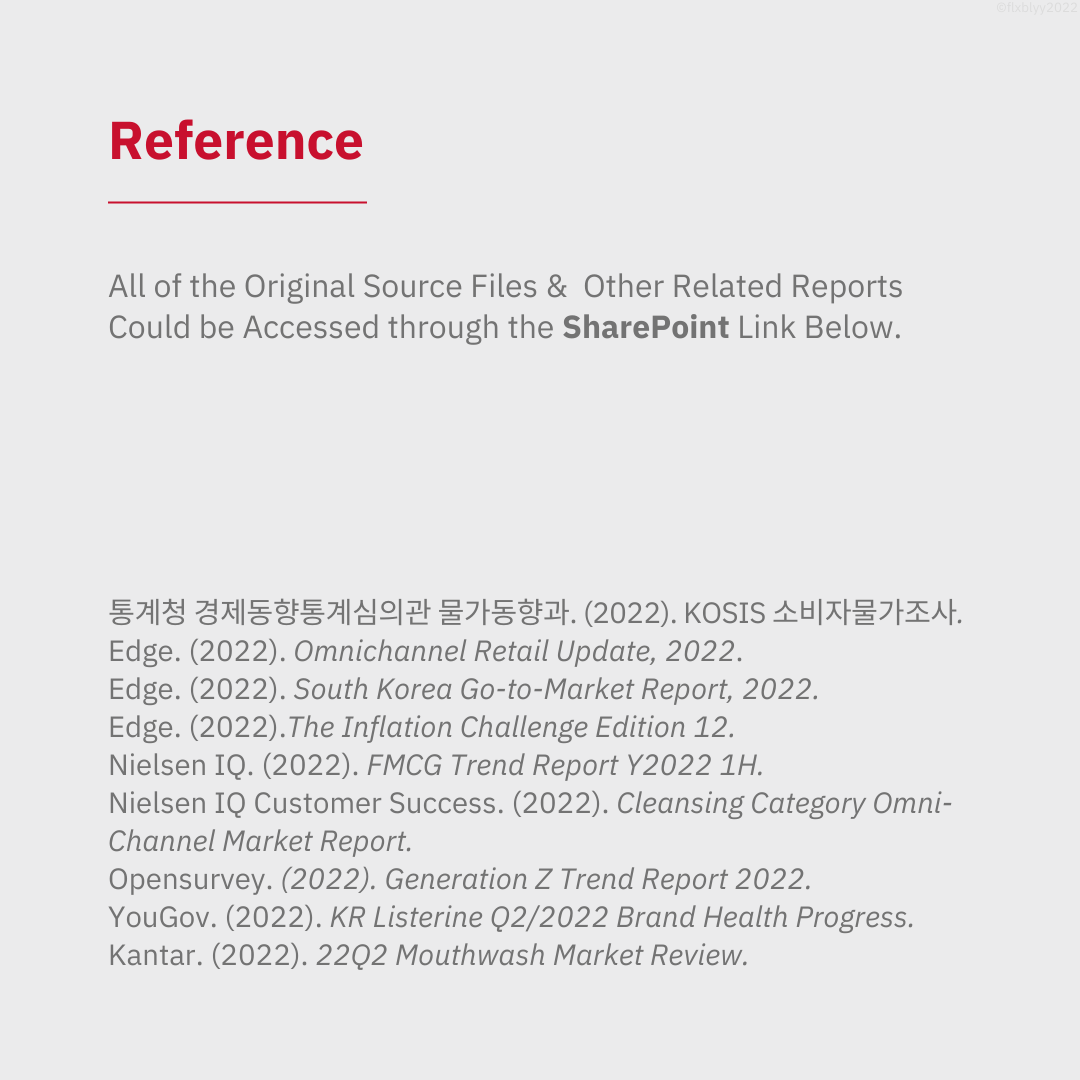 ©flxblyy2022
Reference
All of the Original Source Files &  Other Related Reports
Could be Accessed through the SharePoint Link Below.
통계청 경제동향통계심의관 물가동향과. (2022). KOSIS 소비자물가조사.
Edge. (2022). Omnichannel Retail Update, 2022.
Edge. (2022). South Korea Go-to-Market Report, 2022.
Edge. (2022).The Inflation Challenge Edition 12.
Nielsen IQ. (2022). FMCG Trend Report Y2022 1H.
Nielsen IQ Customer Success. (2022). Cleansing Category Omni-
Channel Market Report.
Opensurvey. (2022). Generation Z Trend Report 2022.
YouGov. (2022). KR Listerine Q2/2022 Brand Health Progress.
Kantar. (2022). 22Q2 Mouthwash Market Review.